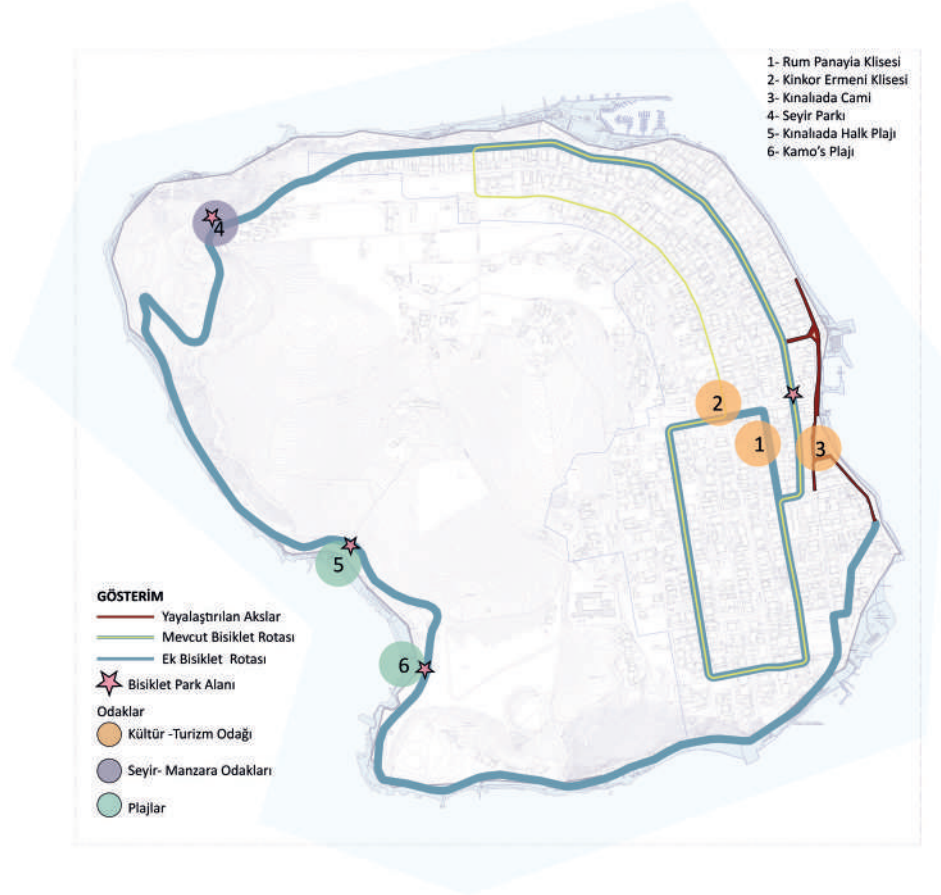 1- Rum Panayia Klisesi
2- Kinkor Ermeni Klisesi
3- Kınalıada Cami
4- Seyir Parkı
5- Kınalıada Halk Plajı
6- Kamo's Plajı
4
2
1
3
5
6
GÖSTERİM
Yayalaştırılan Akslar
Mevcut Bisiklet Rotası
Ek Bisiklet Rotası
Bisiklet Park Alanı
Odaklar
Kültür -Turizm Odağı
Seyir- Manzara Odakları
Plajlar